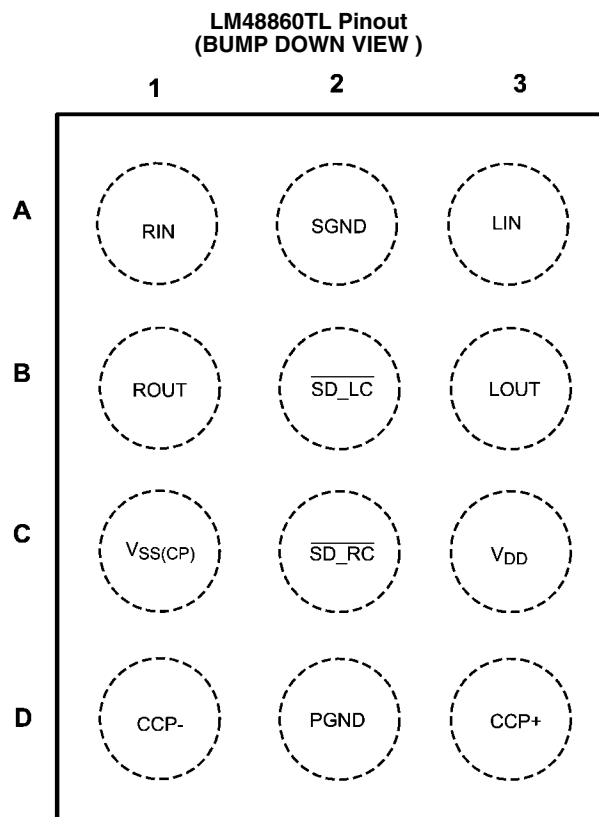 LM48860TL Pinout
(BUMP DOWN VIEW )
1 2 3
A RIN SGND LIN
B ROUT SD_LC LOUT
C VSS(CP) SD_RC VDD
D CCP- PGND CCP+